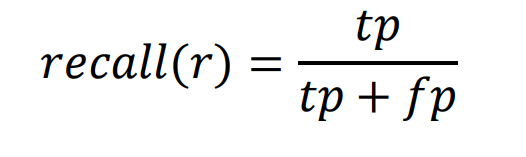 recall(r) = tp / (tp + fp)